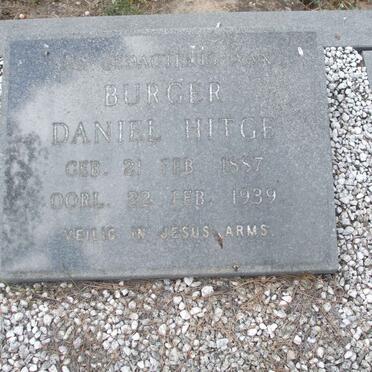 GEDAGTENIS VAN
BURGER
DANIEL HITGE
GEB. 21 FEB. 1887
OORL. 22 FEB. 1939
VEILIG IN JESUS ARMS.